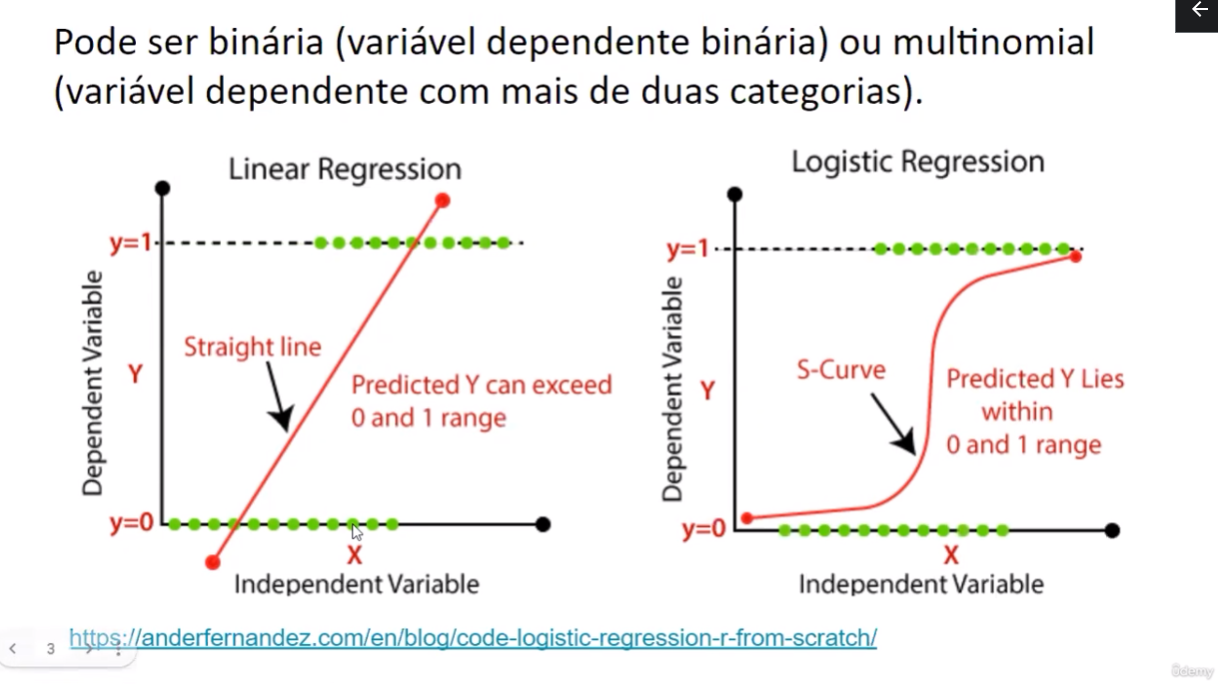 Pode ser binária (variável dependente binária) ou multinomial
(variável dependente com mais de duas categorias).
Linear Regression
y=1
Dependent Variable
Y
Straight line
Predicted Y can exceed
0 and 1 range
y=0
X
Independent Variable
Logistic Regression
y=1
Dependent Variable
Y
S-Curve
Predicted Y Lies
within
0 and 1 range
y=0
X
Independent Variable
https://anderfernandez.com/en/blog/code-logistic-regression-r-from-scratch/
3
ûdemy